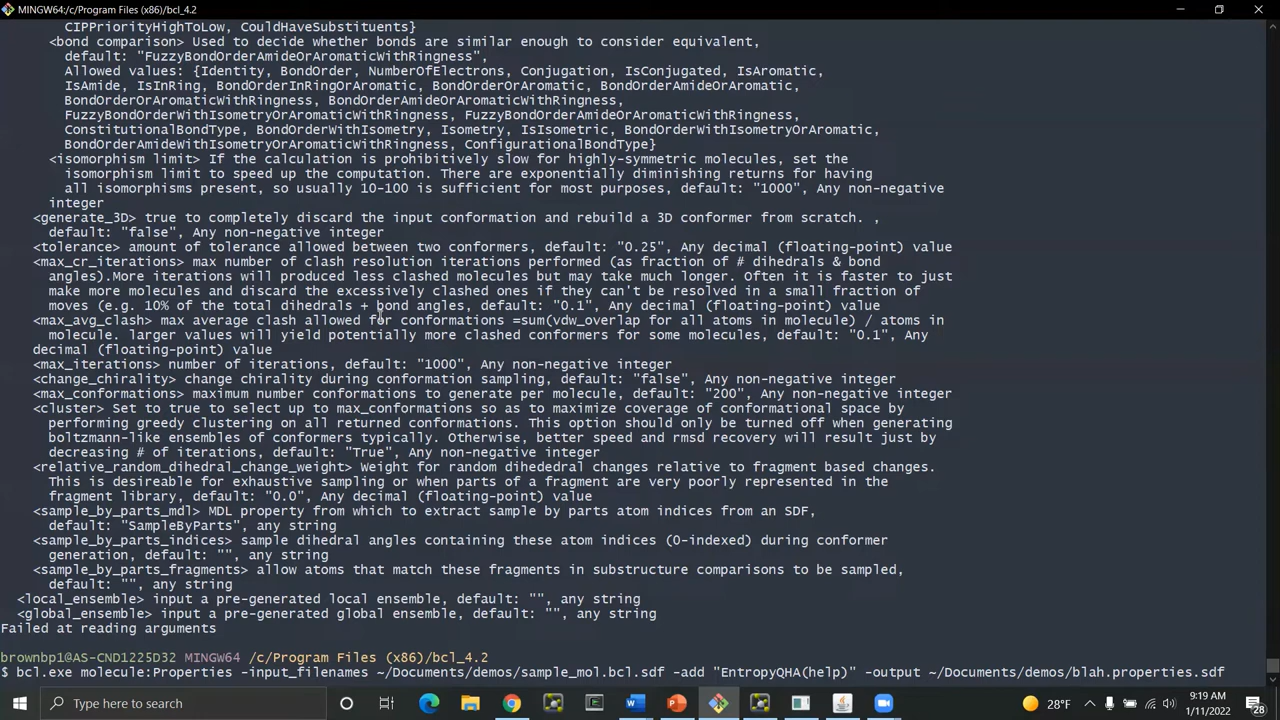 MINGW64:/c/Program Files (x86)/bcl_4.2
CIPPriorityHighToLow, CouldHaveSubstituents}
<bond comparison> Used to decide whether bonds are similar enough to consider equivalent,
default: "FuzzyBondOrderAmideOrAromaticWithRingness",
Allowed values: {Identity, BondOrder, NumberOfElectrons, Conjugation, IsConjugated, IsAromatic,
IsAmide, IsInRing, BondOrderInRingOrAromatic, BondOrderOrAromatic, BondOrderAmideOrAromatic,
BondOrderOrAromaticWithRingness, BondOrderAmideOrAromaticWithRingness,
FuzzyBondOrderWithIsometryOrAromaticWithRingness, FuzzyBondOrderAmideOrAromaticWithRingness,
ConstitutionalBondType, BondOrderWithIsometry, Isometry, IsIsometric, BondOrderWithIsometryOrAromatic,
BondOrderAmideWithIsometryOrAromaticWithRingness, ConfigurationalBondType}
<isomorphism limit> If the calculation is prohibitively slow for highly-symmetric molecules, set the
isomorphism limit to speed up the computation. There are exponentially diminishing returns for having
all isomorphisms present, so usually 10-100 is sufficient for most purposes, default: "1000", Any non-negative
integer
<generate_3D> true to completely discard the input conformation and rebuild a 3D conformer from scratch. ,
default: "false", Any non-negative integer
<tolerance> amount of tolerance allowed between two conformers, default: "0.25", Any decimal (floating-point) value
<max_cr_iterations> max number of clash resolution iterations performed (as fraction of # dihedrals & bond
angles).More iterations will produced less clashed molecules but may take much longer. Often it is faster to just
make more molecules and discard the excessively clashed ones if they can't be resolved in a small fraction of
moves (e.g. 10% of the total dihedrals + bond angles, default: "0.1", Any decimal (floating-point) value
<max_avg_clash> max average clash allowed for conformations =sum(vdw_overlap for all atoms in molecule) / atoms in
molecule. larger values will yield potentially more clashed conformers for some molecules, default: "0.1", Any
decimal (floating-point) value
<max_iterations> number of iterations, default: "1000", Any non-negative integer
<change_chirality> change chirality during conformation sampling, default: "false", Any non-negative integer
<max_conformations> maximum number conformations to generate per molecule, default: "200", Any non-negative integer
<cluster> Set to true to select up to max_conformations so as to maximize coverage of conformational space by
performing greedy clustering on all returned conformations. This option should only be turned off when generating
boltzmann-like ensembles of conformers typically. Otherwise, better speed and rmsd recovery will result just by
decreasing # of iterations, default: "True", Any non-negative integer
<relative_random_dihedral_change_weight> Weight for random dihededral changes relative to fragment based changes.
This is desireable for exhaustive sampling or when parts of a fragment are very poorly represented in the
fragment library, default: "0.0", Any decimal (floating-point) value
<sample_by_parts_mdl> MDL property from which to extract sample by parts atom indices from an SDF,
default: "SampleByParts", any string
<sample_by_parts_indices> sample dihedral angles containing these atom indices (0-indexed) during conformer
generation, default: "", any string
<sample_by_parts_fragments> allow atoms that match these fragments in substructure comparisons to be sampled,
default: "", any string
<local_ensemble> input a pre-generated local ensemble, default: "", any string
<global_ensemble> input a pre-generated global ensemble, default: "", any string
Failed at reading arguments
brownbp1@AS-CND1225D32 MINGW64 /c/Program Files (x86)/bcl_4.2
$ bcl.exe molecule:Properties -input_filenames ~/Documents/demos/sample_mol.bcl.sdf -add "EntropyQHA(help)" -output ~/Documents/demos/blah.properties.sdf
Type here to search
28°F
9:19 AM
1/11/2022
28